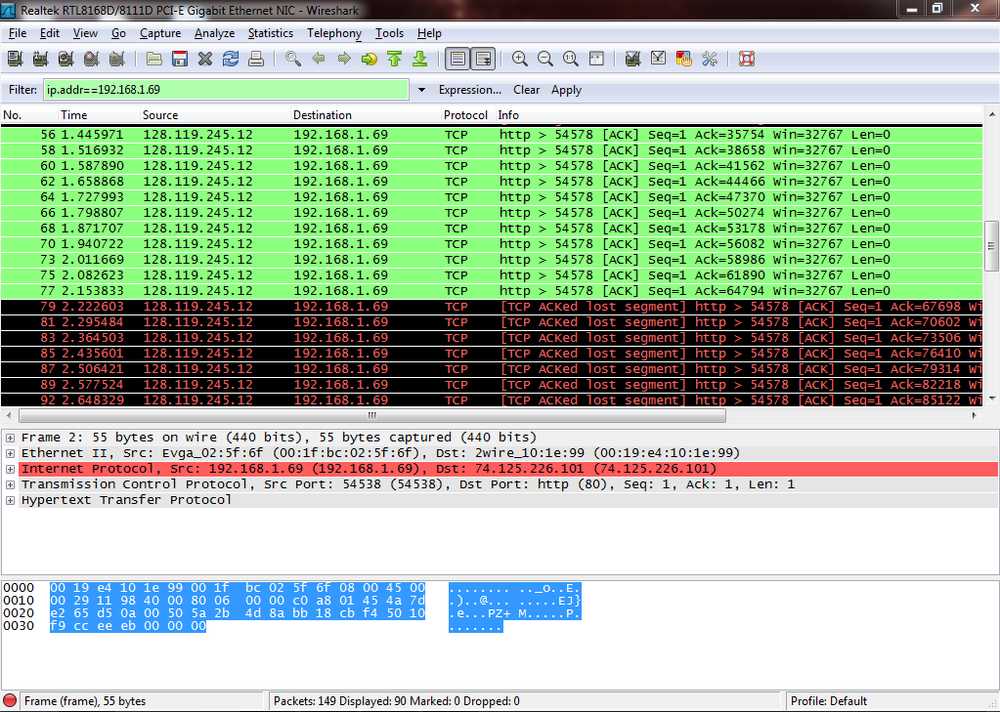 Realtek RTL8168D/8111D PCI-E Gigabit Ethernet NIC - Wireshark
File Edit View Go Capture Analyze Statistics Telephony Tools Help
Filter: ip.addr==192.168.1.69 Expression... Clear Apply
No. Time Source Destination Protocol Info
56 1.445971 128.119.245.12 192.168.1.69 TCP http > 54578 [ACK] Seq=1 Ack=35754 Win=32767 Len=0
58 1.516932 128.119.245.12 192.168.1.69 TCP http > 54578 [ACK] Seq=1 Ack=38658 Win=32767 Len=0
60 1.587890 128.119.245.12 192.168.1.69 TCP http > 54578 [ACK] Seq=1 Ack=41562 Win=32767 Len=0
62 1.658868 128.119.245.12 192.168.1.69 TCP http > 54578 [ACK] Seq=1 Ack=44466 Win=32767 Len=0
64 1.727993 128.119.245.12 192.168.1.69 TCP http > 54578 [ACK] Seq=1 Ack=47370 Win=32767 Len=0
66 1.798807 128.119.245.12 192.168.1.69 TCP http > 54578 [ACK] Seq=1 Ack=50274 Win=32767 Len=0
68 1.871707 128.119.245.12 192.168.1.69 TCP http > 54578 [ACK] Seq=1 Ack=53178 Win=32767 Len=0
70 1.940722 128.119.245.12 192.168.1.69 TCP http > 54578 [ACK] Seq=1 Ack=56082 Win=32767 Len=0
73 2.011669 128.119.245.12 192.168.1.69 TCP http > 54578 [ACK] Seq=1 Ack=58986 Win=32767 Len=0
75 2.082623 128.119.245.12 192.168.1.69 TCP http > 54578 [ACK] Seq=1 Ack=61890 Win=32767 Len=0
77 2.153833 128.119.245.12 192.168.1.69 TCP http > 54578 [ACK] Seq=1 Ack=64794 Win=32767 Len=0
79 2.222603 128.119.245.12 192.168.1.69 TCP [TCP ACKed lost segment] http > 54578 [ACK] Seq=1 Ack=67698 Wi
81 2.295484 128.119.245.12 192.168.1.69 TCP [TCP ACKed lost segment] http > 54578 [ACK] Seq=1 Ack=70602 Wi
83 2.364503 128.119.245.12 192.168.1.69 TCP [TCP ACKed lost segment] http > 54578 [ACK] Seq=1 Ack=73506 Wi
85 2.435601 128.119.245.12 192.168.1.69 TCP [TCP ACKed lost segment] http > 54578 [ACK] Seq=1 Ack=76410 Wi
87 2.506421 128.119.245.12 192.168.1.69 TCP [TCP ACKed lost segment] http > 54578 [ACK] Seq=1 Ack=79314 Wi
89 2.577524 128.119.245.12 192.168.1.69 TCP [TCP ACKed lost segment] http > 54578 [ACK] Seq=1 Ack=82218 Wi
92 2.648329 128.119.245.12 192.168.1.69 TCP [TCP ACKed lost segment] http > 54578 [ACK] Seq=1 Ack=85122 Wi
Frame 2: 55 bytes on wire (440 bits), 55 bytes captured (440 bits)
Ethernet II, Src: Evga_02:5f:6f (00:1f:bc:02:5f:6f), Dst: 2wire_10:1e:99 (00:19:e4:10:1e:99)
Internet Protocol, Src: 192.168.1.69 (192.168.1.69), Dst: 74.125.226.101 (74.125.226.101)
Transmission Control Protocol, Src Port: 54538 (54538), Dst Port: http (80), Seq: 1, Ack: 1, Len: 1
Hypertext Transfer Protocol
0000 00 19 e4 10 1e 99 00 1f bc 02 5f 6f 08 00 45 00 ........ .._o..E.
0010 00 29 11 98 40 00 80 06 00 00 c0 a8 01 45 4a 7d .)..@... .....EJ}
0020 e2 65 d5 0a 00 50 5a 2b 4d 8a bb 18 cb f4 50 10 .e...PZ+ M.....P.
0030 f9 cc ee eb 00 00 00 .......
Frame (frame), 55 bytes Packets: 149 Displayed: 90 Marked: 0 Dropped: 0 Profile: Default